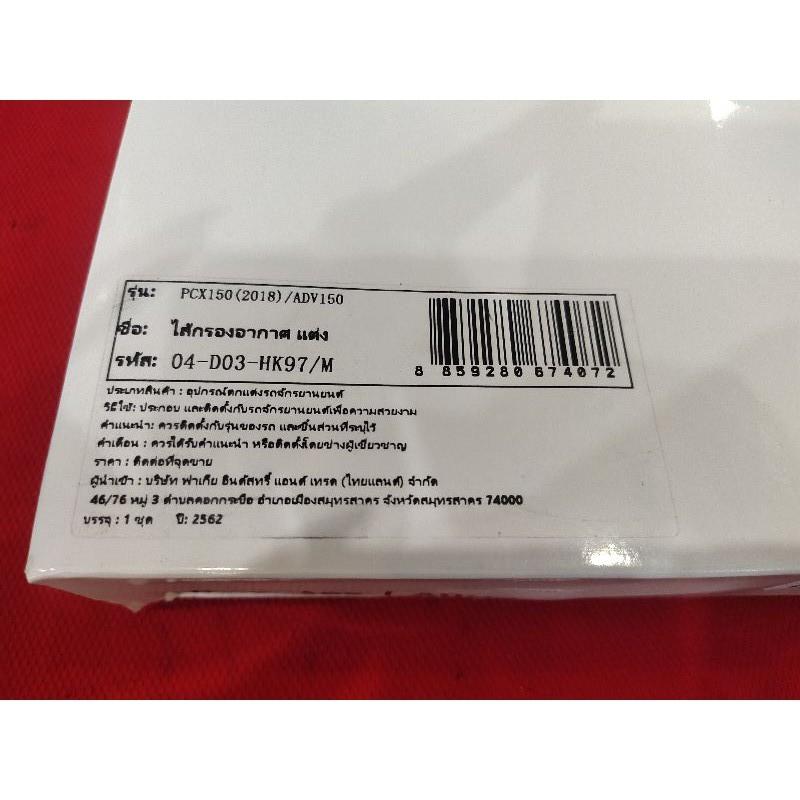 รุ่น: PCX150(2018)/ADV150
ชื่อ: ไส้กรองอากาศ แต่ง
รหัส: 04-D03-HK97/M
8 859280 874072
ประเภทสินค้า : อุปกรณ์ตกแต่งรถจักรยานยนต์
วิธีใช้: ประกอบ และติดตั้งกับรถจักรยานยนต์เพื่อความสวยงาม
คำแนะนำ: ควรติดตั้งกับรุ่นของรถ และชิ้นส่วนที่ระบุไว้
คำเตือน : ควรได้รับคำแนะนำ หรือติดตั้งโดยช่างผู้เชี่ยวชาญ
ราคา : ติดต่อที่จุดขาย
ผู้นำเข้า : บริษัท ฟาเกีย อินดัสทรี้ แอนด์ เทรด (ไทยแลนด์) จำกัด
46/76 หมู่ 3 ตำบลคอกกระบือ อำเภอเมืองสมุทรสาคร จังหวัดสมุทรสาคร 74000
บรรจุ : 1 ชุด ปี: 2562